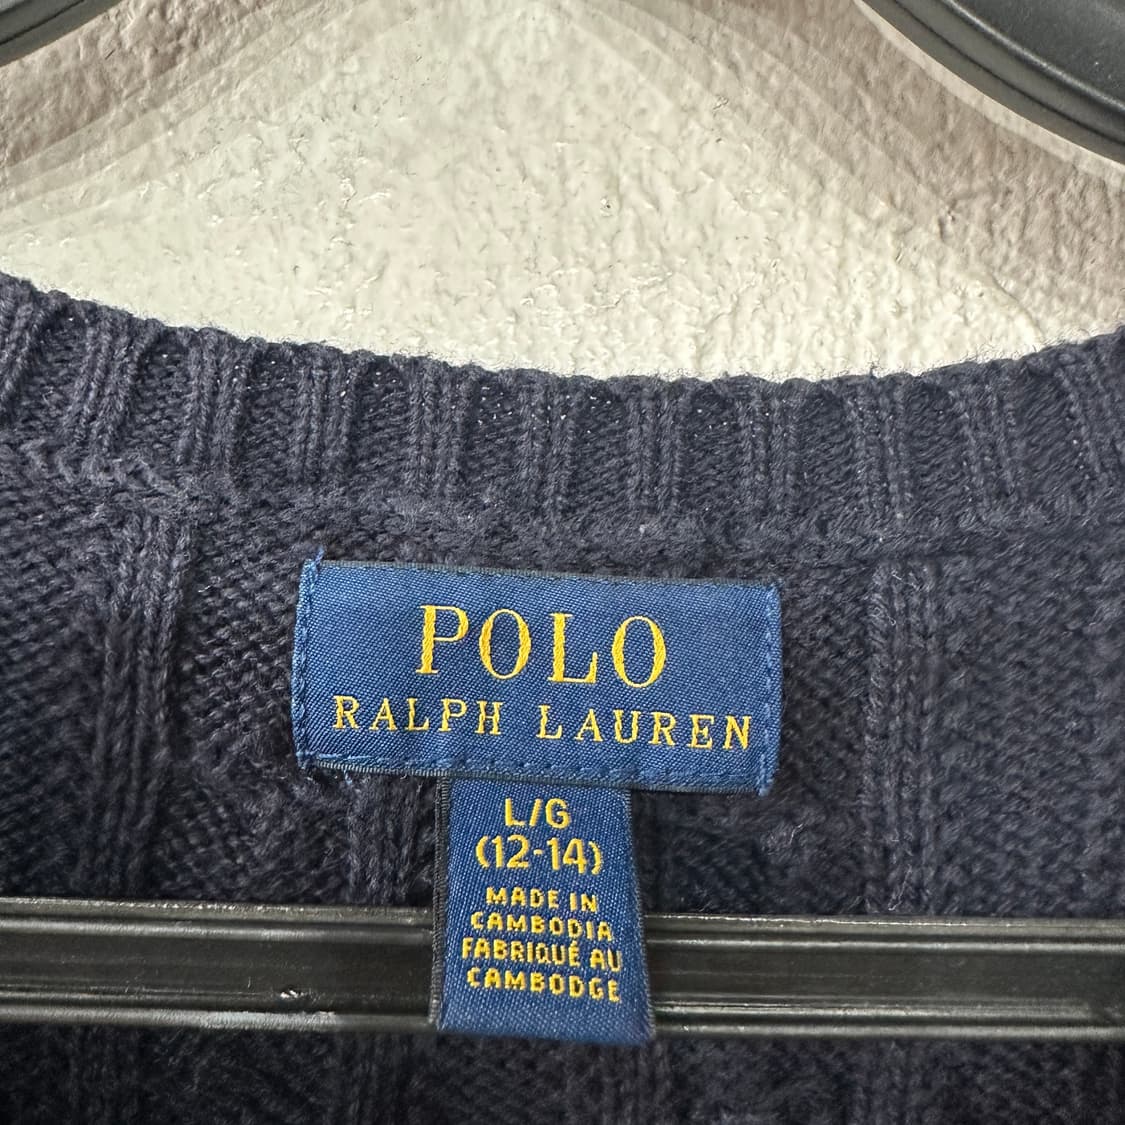 POLO
RALPH LAUREN
L/G
(12-14)
MADE IN
CAMBODIA
FABRIQUÉ AU
CAMBODGE